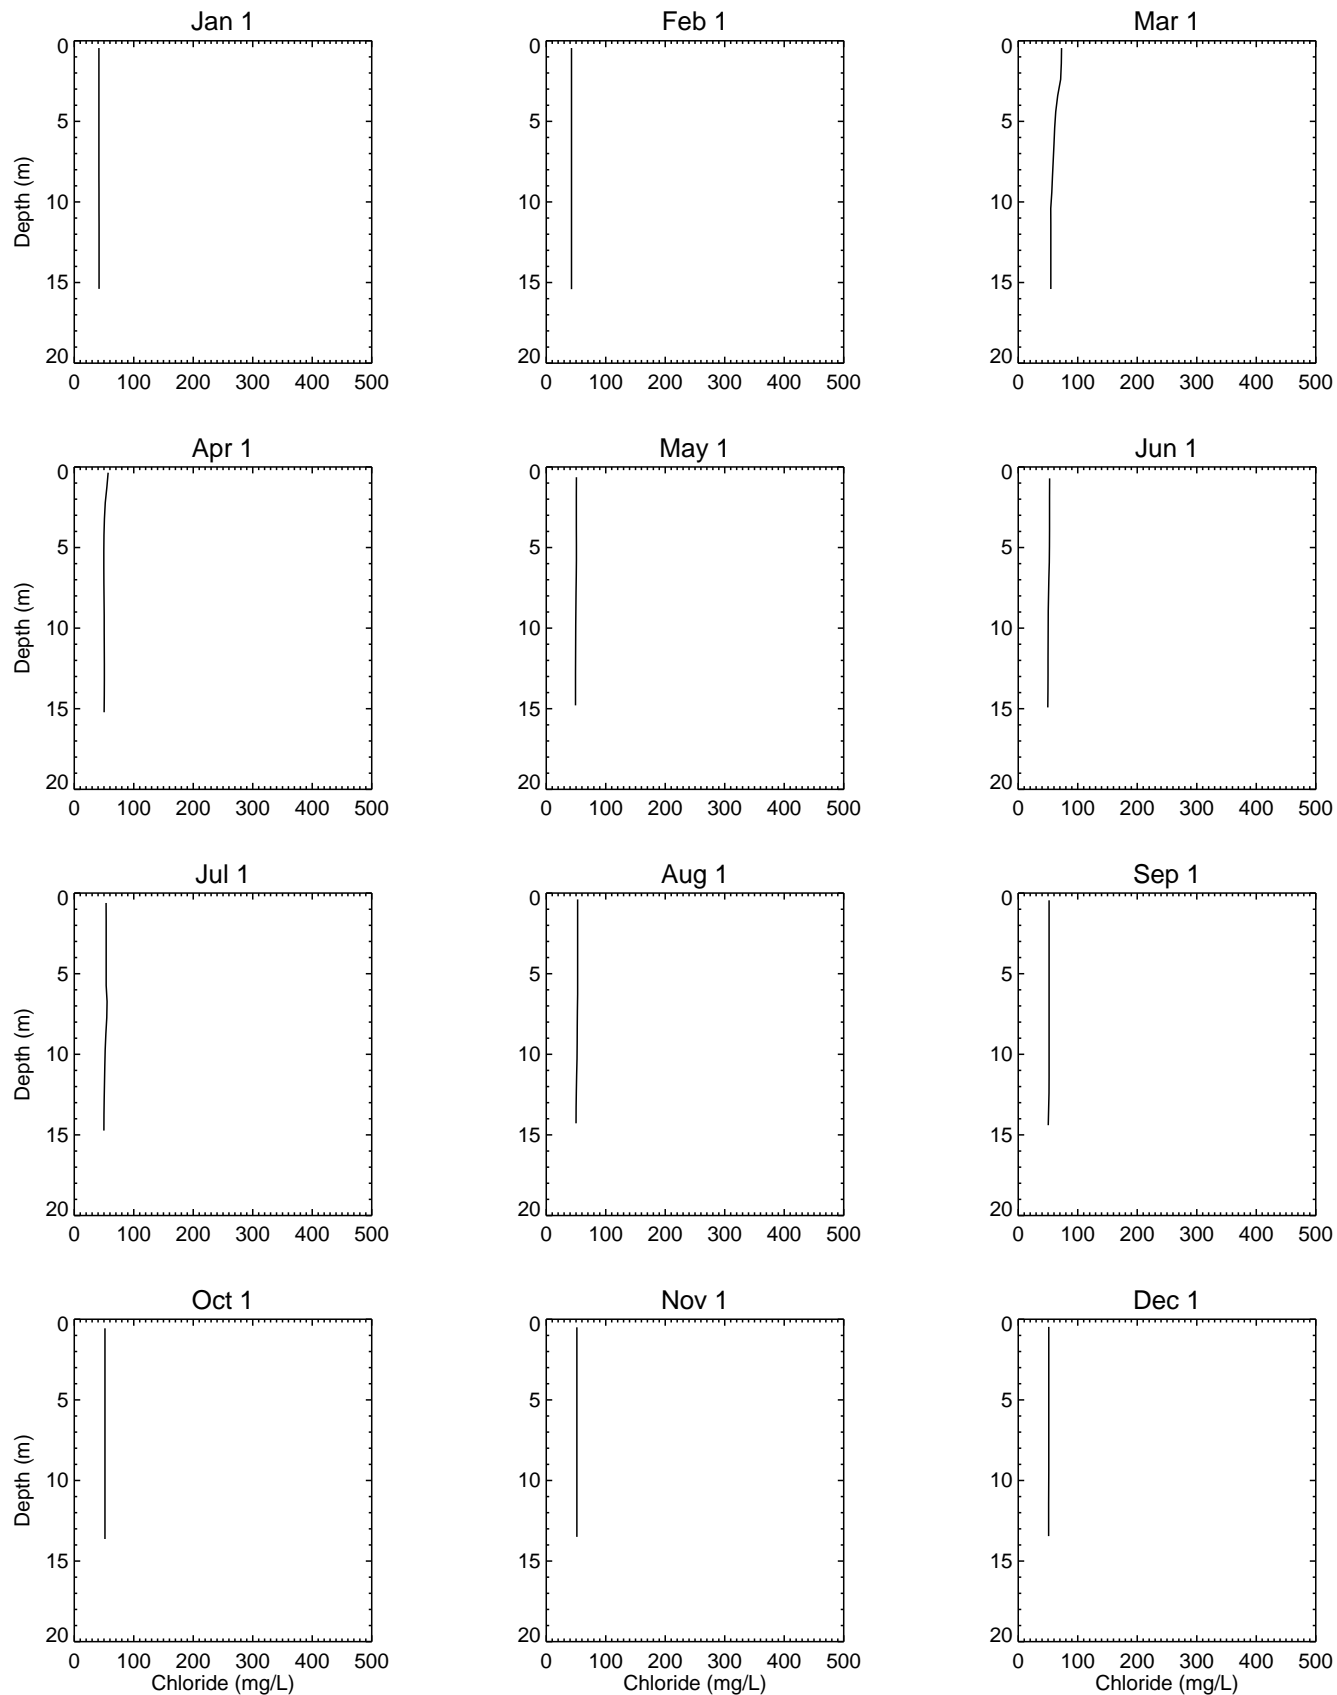 Jan 1 Feb 1 Mar 1
0 0 0
5 5 5
Depth (m)
10 10 10
15 15 15
20 20 20
0 100 200 300 400 500 0 100 200 300 400 500 0 100 200 300 400 500
Apr 1 May 1 Jun 1
0 0 0
5 5 5
Depth (m)
10 10 10
15 15 15
20 20 20
0 100 200 300 400 500 0 100 200 300 400 500 0 100 200 300 400 500
Jul 1 Aug 1 Sep 1
0 0 0
5 5 5
Depth (m)
10 10 10
15 15 15
20 20 20
0 100 200 300 400 500 0 100 200 300 400 500 0 100 200 300 400 500
Oct 1 Nov 1 Dec 1
0 0 0
5 5 5
Depth (m)
10 10 10
15 15 15
20 20 20
0 100 200 300 400 500 0 100 200 300 400 500 0 100 200 300 400 500
Chloride (mg/L) Chloride (mg/L) Chloride (mg/L)